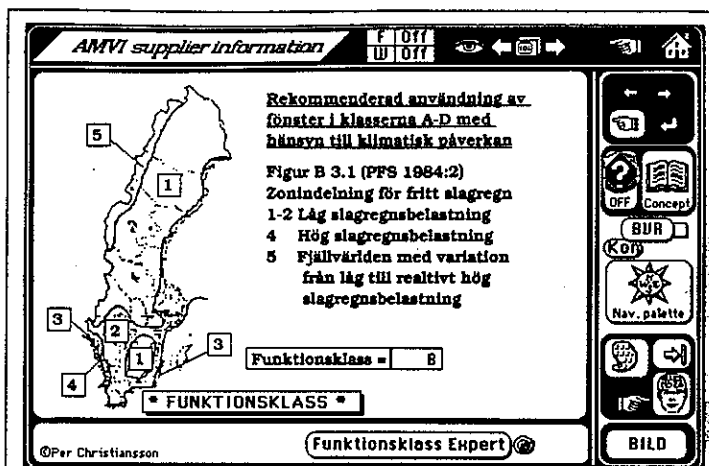 AMVI supplier information
F Off
W Off
Rekommenderad användning av
fönster i klasserna A-D med
hänsyn till klimatisk påverkan
Figur B 3.1 (PFS 1984:2)
Zonindelning för fritt slagregn
1-2 Låg slagregnsbelastning
4 Hög slagregnsbelastning
5 Fjällvärlden med variation
från låg till realtivt hög
slagregnsbelastning
5
1
3
2
1
3
4
Funktionsklass = B
* FUNKTIONSKLASS *
©Per Christiansson
Funktionsklass Expert
OFF
Concept
BVR
Kom
Nav. palette
BILD